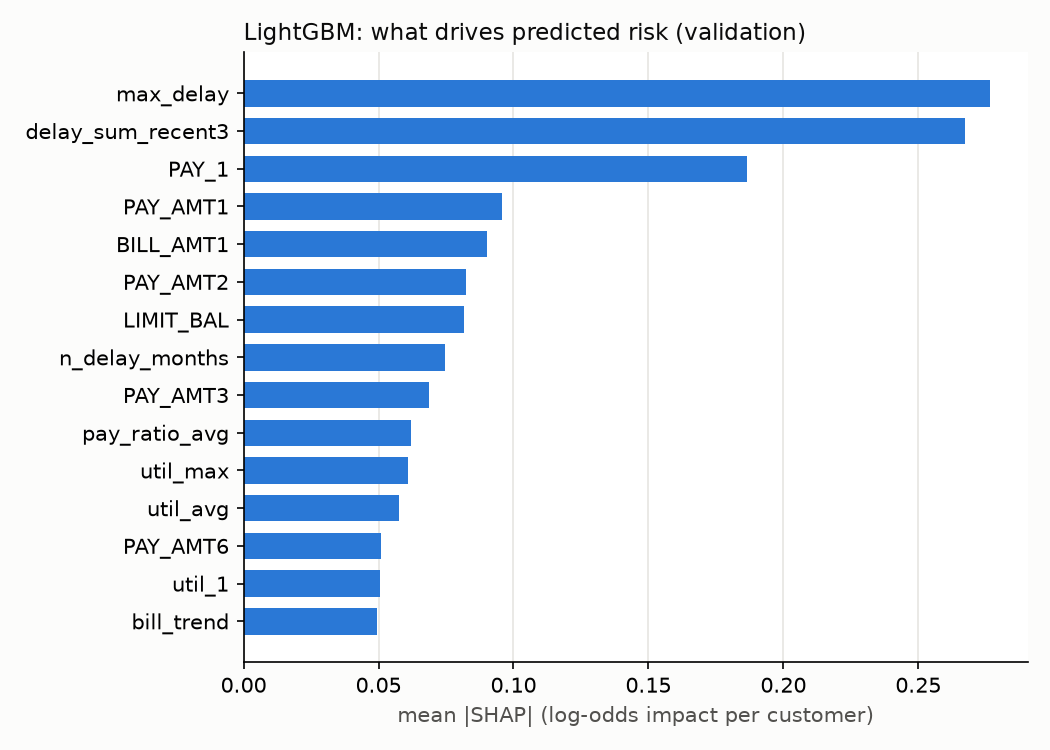 LightGBM: what drives predicted risk (validation)
max_delay
delay_sum_recent3
PAY_1
PAY_AMT1
BILL_AMT1
PAY_AMT2
LIMIT_BAL
n_delay_months
PAY_AMT3
pay_ratio_avg
util_max
util_avg
PAY_AMT6
util_1
bill_trend
0.00 0.05 0.10 0.15 0.20 0.25
mean |SHAP| (log-odds impact per customer)